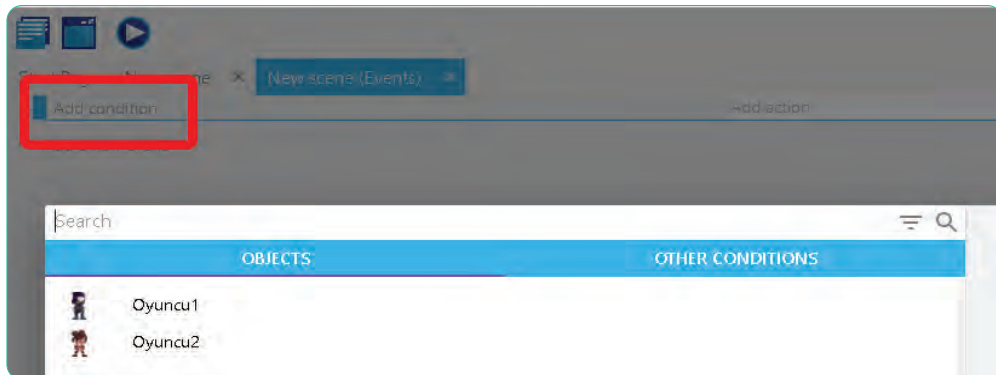 New scene (Events)
Add condition
Add action
Search
OBJECTS OTHER CONDITIONS
Oyuncu1
Oyuncu2